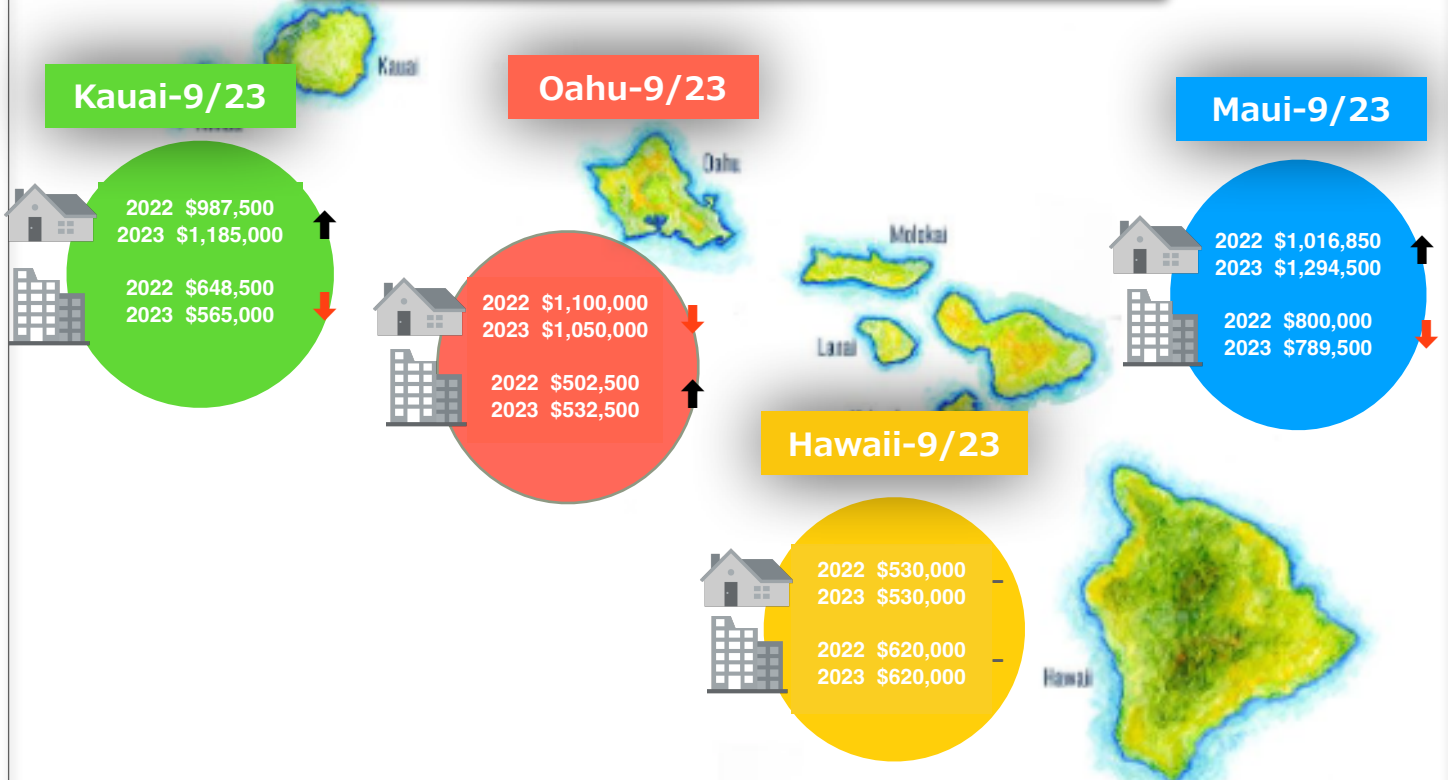 Kauai
Kauai-9/23
Oahu-9/23
Maui-9/23
Oahu
2022 $987,500
2023 $1,185,000
2022 $648,500
2023 $565,000
Molokai
2022 $1,016,850
2023 $1,294,500
2022 $800,000
2023 $789,500
2022 $1,100,000
2023 $1,050,000
2022 $502,500
2023 $532,500
Lanai
Hawaii-9/23
2022 $530,000
2023 $530,000
2022 $620,000
2023 $620,000
Hawaii